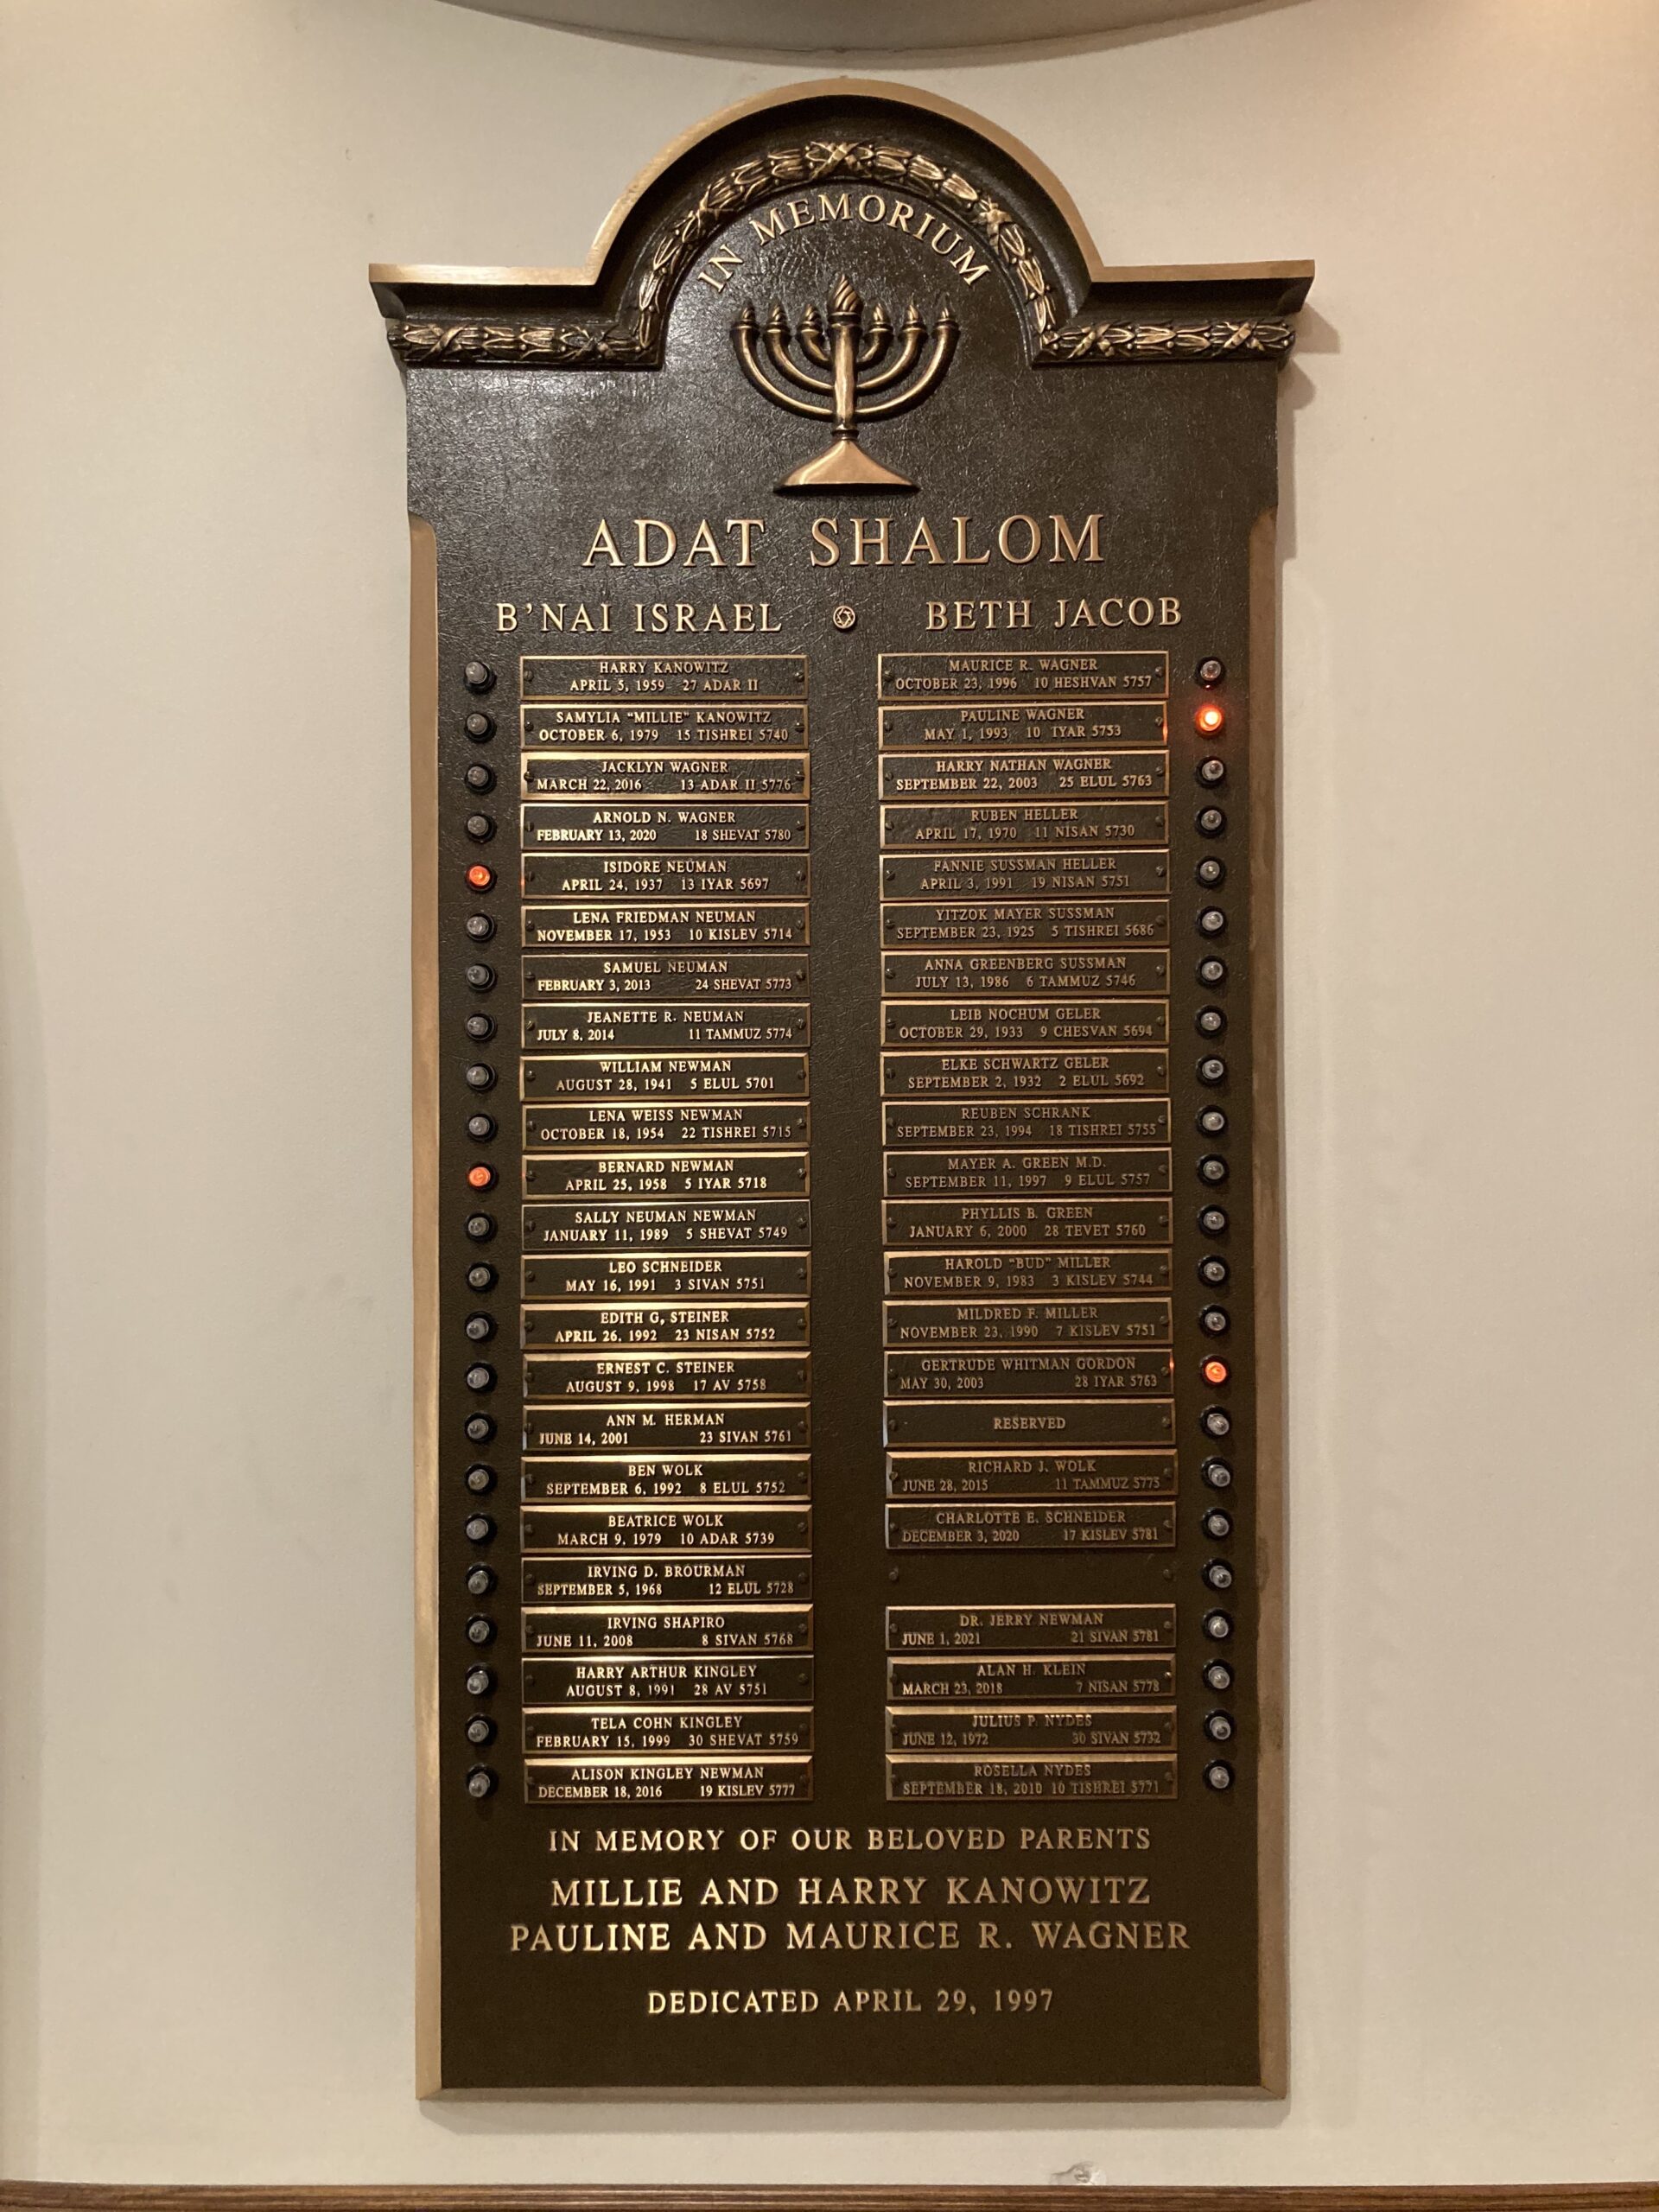 IN MEMORIUM
ADAT SHALOM
B'NAI ISRAEL
BETH JACOB
HARRY KANOWITZ
APRIL 5, 1959 27 ADAR II
SAMYLIA "MILLIE" KANOWITZ
OCTOBER 6, 1979 15 TISHREI 5740
JACKLYN WAGNER
MARCH 22, 2016 13 ADAR II 5776
ARNOLD N. WAGNER
FEBRUARY 13, 2020 18 SHEVAT 5780
ISIDORE NEUMAN
APRIL 24, 1937 13 IYAR 5697
LENA FRIEDMAN NEUMAN
NOVEMBER 17, 1953 10 KISLEV 5714
SAMUEL NEUMAN
FEBRUARY 3, 2013 24 SHEVAT 5773
JEANETTE R. NEUMAN
JULY 8, 2014 11 TAMMUZ 5774
WILLIAM NEWMAN
AUGUST 28, 1941 5 ELUL 5701
LENA WEISS NEWMAN
OCTOBER 18, 1954 22 TISHREI 5715
BERNARD NEWMAN
APRIL 25, 1958 5 IYAR 5718
SALLY NEUMAN NEWMAN
JANUARY 11, 1989 5 SHEVAT 5749
LEO SCHNEIDER
MAY 16, 1991 3 SIVAN 5751
EDITH G, STEINER
APRIL 26, 1992 23 NISAN 5752
ERNEST C. STEINER
AUGUST 9, 1998 17 AV 5758
ANN M. HERMAN
JUNE 14, 2001 23 SIVAN 5761
BEN WOLK
SEPTEMBER 6, 1992 8 ELUL 5752
BEATRICE WOLK
MARCH 9, 1979 10 ADAR 5739
IRVING D. BROURMAN
SEPTEMBER 5, 1968 12 ELUL 5728
IRVING SHAPIRO
JUNE 11, 2008 8 SIVAN 5768
HARRY ARTHUR KINGLEY
AUGUST 8, 1991 28 AV 5751
TELA COHN KINGLEY
FEBRUARY 15, 1999 30 SHEVAT 5759
ALISON KINGLEY NEWMAN
DECEMBER 18, 2016 19 KISLEV 5777
MAURICE R. WAGNER
OCTOBER 23, 1996 10 HESHVAN 5757
PAULINE WAGNER
MAY 1, 1993 10 IYAR 5753
HARRY NATHAN WAGNER
SEPTEMBER 22, 2003 25 ELUL 5763
RUBEN HELLER
APRIL 17, 1970 11 NISAN 5730
FANNIE SUSSMAN HELLER
APRIL 3, 1991 19 NISAN 5751
YITZOK MAYER SUSSMAN
SEPTEMBER 23, 1925 5 TISHREI 5686
ANNA GREENBERG SUSSMAN
JULY 13, 1986 6 TAMMUZ 5746
LEIB NOCHUM GELER
OCTOBER 29, 1933 9 CHESVAN 5694
ELKE SCHWARTZ GELER
SEPTEMBER 2, 1932 2 ELUL 5692
REUBEN SCHRANK
SEPTEMBER 23, 1994 18 TISHREI 5755
MAYER A. GREEN M.D.
SEPTEMBER 11, 1997 9 ELUL 5757
PHYLLIS B. GREEN
JANUARY 6, 2000 28 TEVET 5760
HAROLD "BUD" MILLER
NOVEMBER 9, 1983 3 KISLEV 5744
MILDRED F. MILLER
NOVEMBER 23, 1990 7 KISLEV 5751
GERTRUDE WHITMAN GORDON
MAY 30, 2003 28 IYAR 5763
RESERVED
RICHARD J. WOLK
JUNE 28, 2015 11 TAMMUZ 5775
CHARLOTTE E. SCHNEIDER
DECEMBER 3, 2020 17 KISLEV 5781
DR. JERRY NEWMAN
JUNE 1, 2021 21 SIVAN 5781
ALAN H. KLEIN
MARCH 23, 2018 7 NISAN 5778
JULIUS P. NYDES
JUNE 12, 1972 30 SIVAN 5732
ROSELLA NYDES
SEPTEMBER 18, 2010 10 TISHREI 5771
IN MEMORY OF OUR BELOVED PARENTS
MILLIE AND HARRY KANOWITZ
PAULINE AND MAURICE R. WAGNER
DEDICATED APRIL 29, 1997